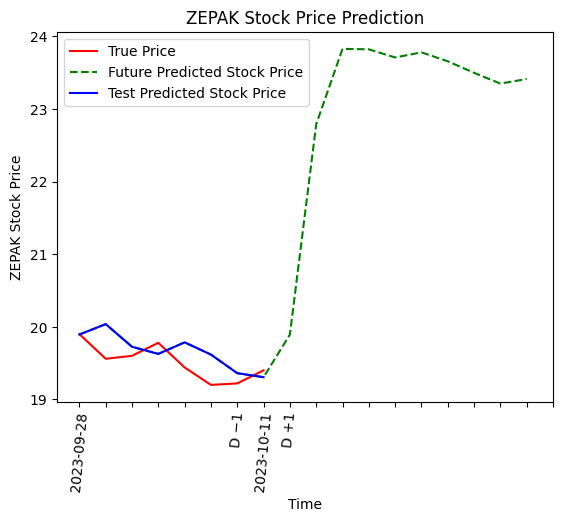 ZEPAK Stock Price Prediction
True Price
Future Predicted Stock Price
Test Predicted Stock Price
ZEPAK Stock Price
24
23
22
21
20
19
2023-09-28
D −1
2023-10-11
D +1
Time